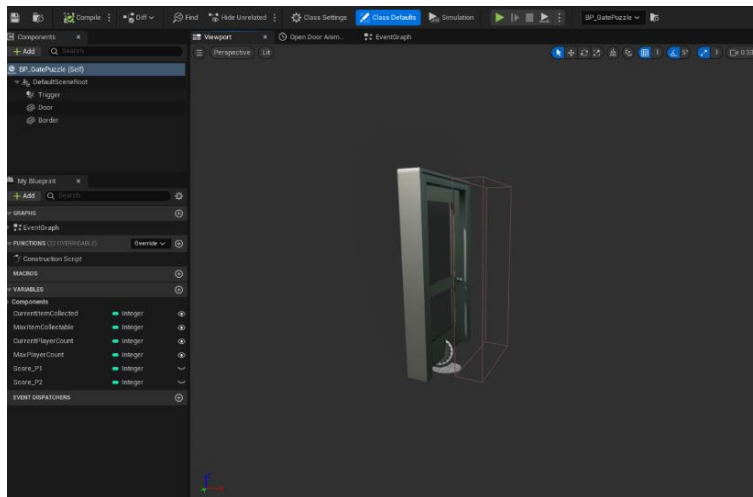 Compile
Diff
Find
Hide Unrelated
Class Settings
Class Defaults
Simulation
BP_GatePuzzle
Components
Viewport
Open Door Anim..
EventGraph
+ Add
Search
Perspective
Lit
BP_GatePuzzle (Self)
DefaultSceneRoot
Trigger
Door
Border
My Blueprint
+ Add
Search
GRAPHS
EventGraph
Override
Construction Script
MACROS
VARIABLES
Components
CurrentItemCollected Integer
MaxItemCollectable Integer
CurrentPlayerCount Integer
MaxPlayerCount Integer
Score_P1 Integer
Score_P2 Integer
EVENT DISPATCHERS